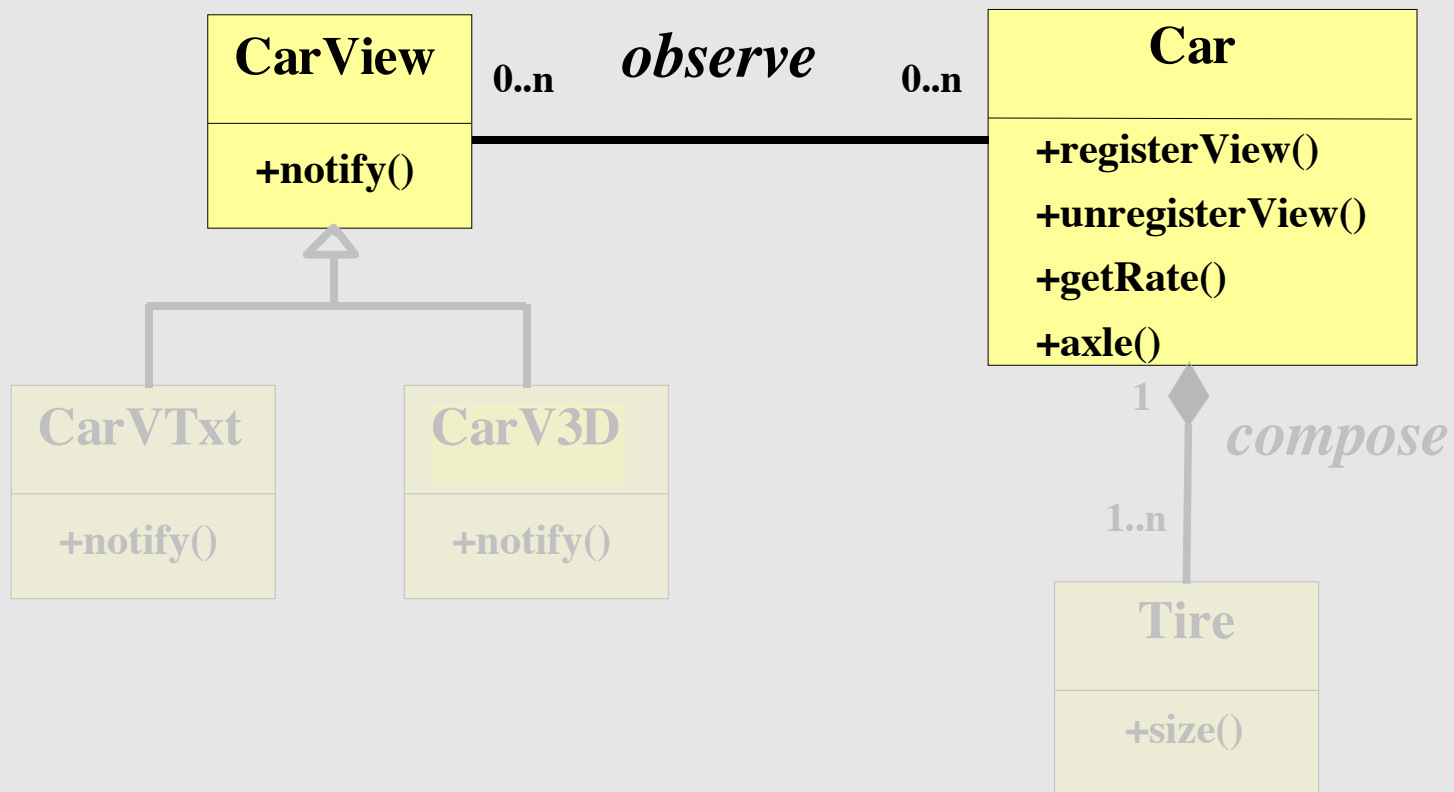 CarView
+notify()
0..n
observe
0..n
Car
+registerView()
+unregisterView()
+getRate()
+axle()
CarVTxt
+notify()
CarV3D
+notify()
1
compose
1..n
Tire
+size()